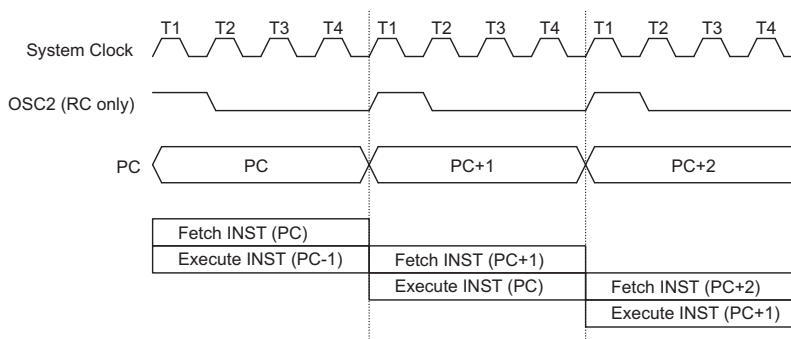 T1 T2 T3 T4 T1 T2 T3 T4 T1 T2 T3 T4
System Clock
OSC2 (RC only)
PC PC PC+1 PC+2
Fetch INST (PC)
Execute INST (PC-1) Fetch INST (PC+1)
Execute INST (PC) Fetch INST (PC+2)
Execute INST (PC+1)